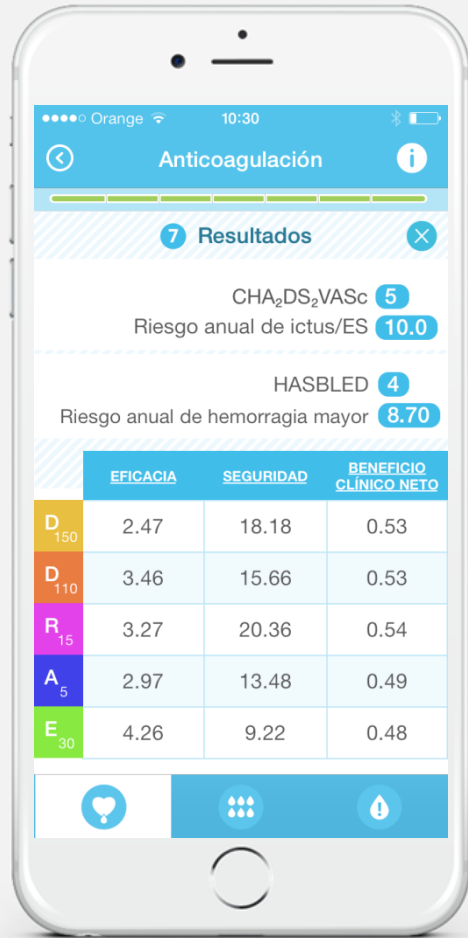 Orange 10:30
Anticoagulación i
7 Resultados
CHA₂DS₂VASc 5
Riesgo anual de ictus/ES 10.0
HASBLED 4
Riesgo anual de hemorragia mayor 8.70
EFICACIA SEGURIDAD BENEFICIO CLÍNICO NETO
D₁₅₀ 2.47 18.18 0.53
D₁₁₀ 3.46 15.66 0.53
R₁₅ 3.27 20.36 0.54
A₅ 2.97 13.48 0.49
E₃₀ 4.26 9.22 0.48